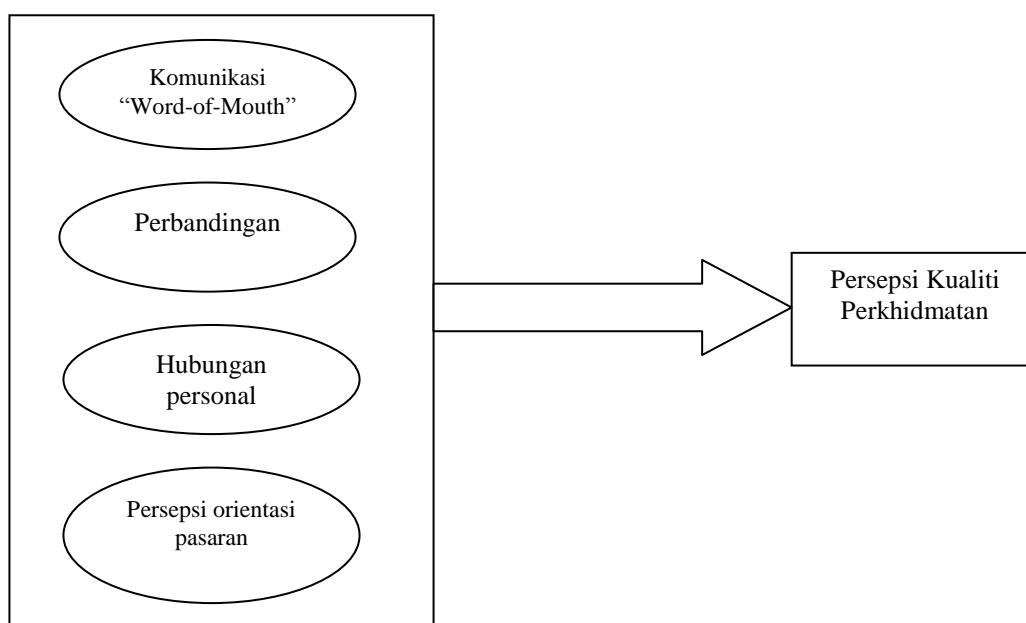 Komunikasi
“Word-of-Mouth”
Perbandingan
Hubungan
personal
Persepsi orientasi
pasaran
Persepsi Kualiti
Perkhidmatan